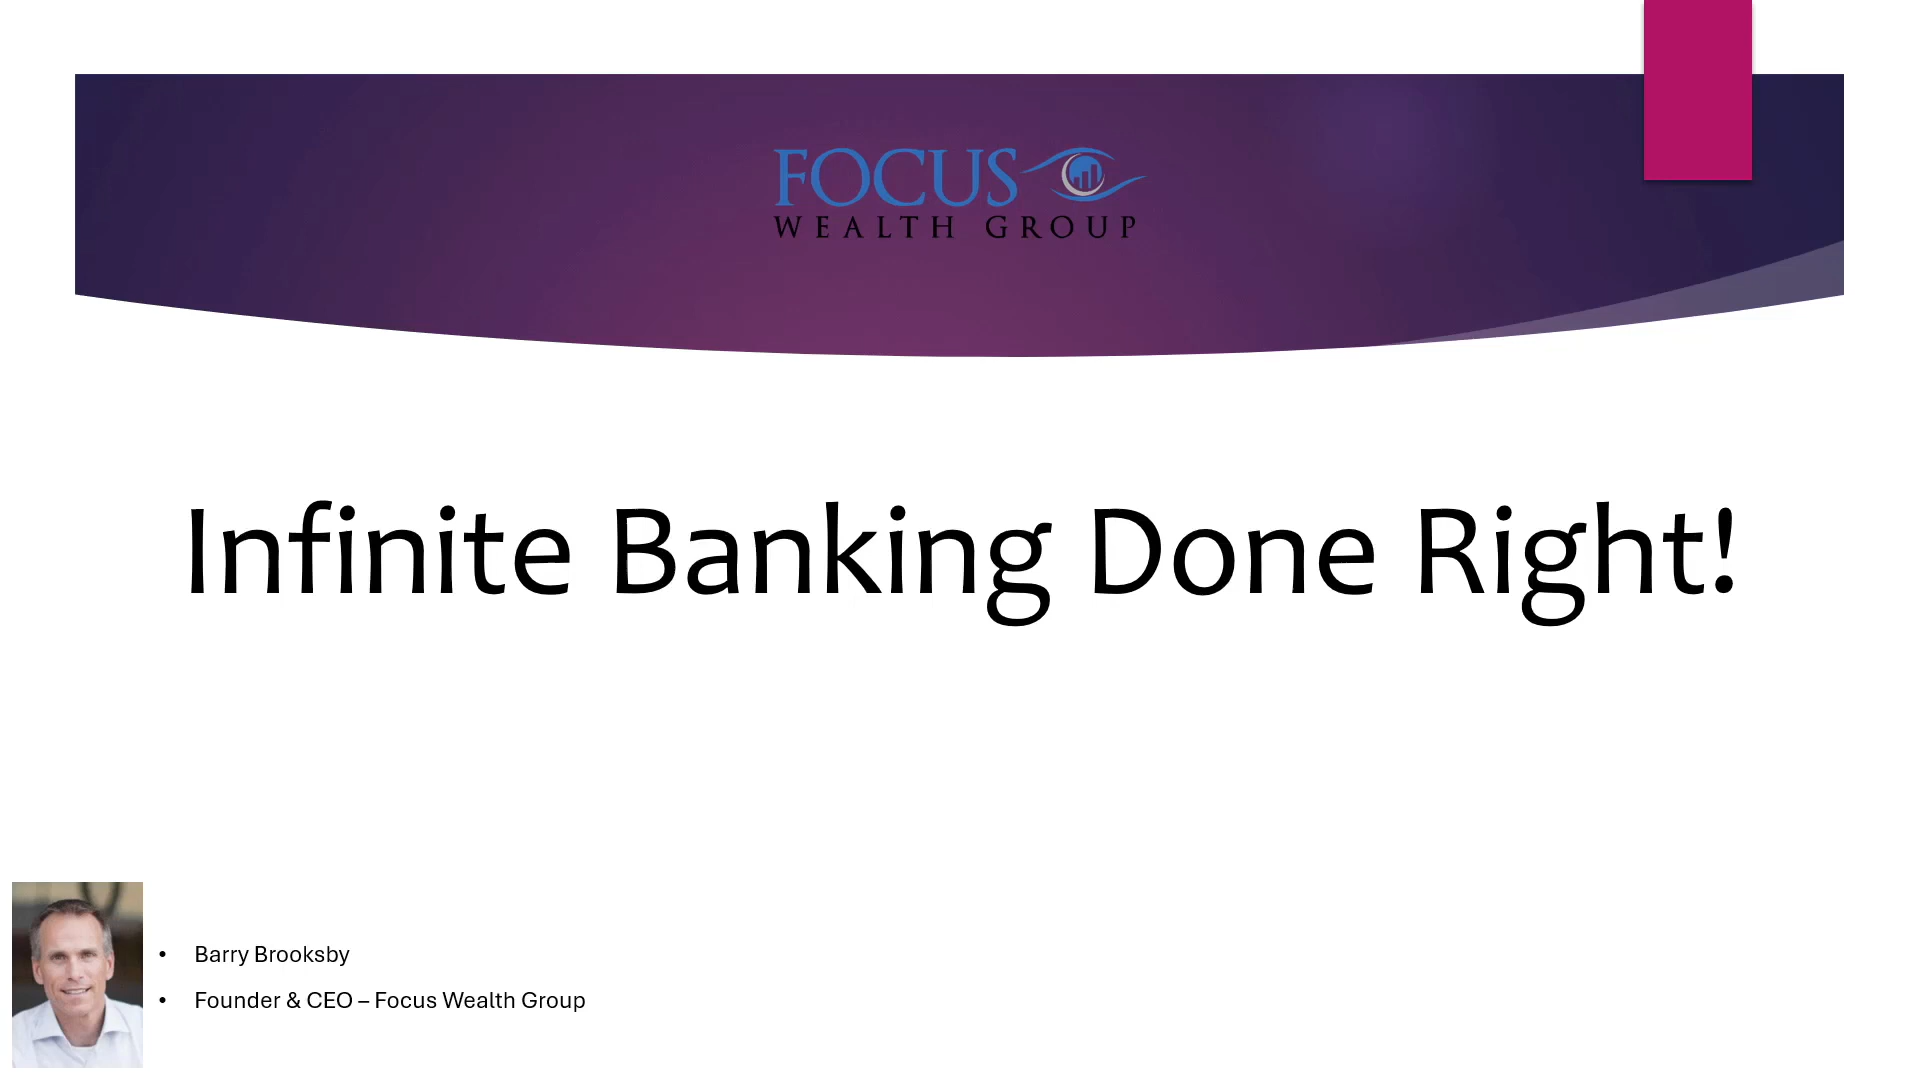 FOCUS
WEALTH GROUP
Infinite Banking Done Right!
• Barry Brooksby
• Founder & CEO – Focus Wealth Group